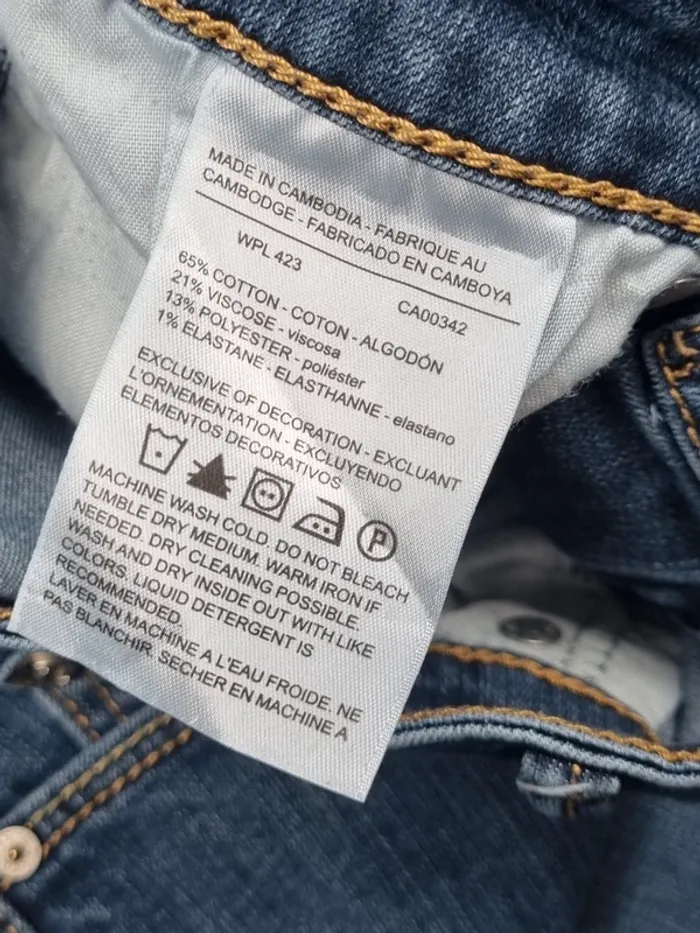 MADE IN CAMBODIA - FABRIQUE AU
CAMBODGE - FABRICADO EN CAMBOYA
WPL 423
CA00342
65% COTTON - COTON - ALGODÓN
21% VISCOSE - viscosa
13% POLYESTER - poliéster
1% ELASTANE - ELASTHANNE - elastano
EXCLUSIVE OF DECORATION - EXCLUANT
L'ORNEMENTATION - EXCLUYENDO
ELEMENTOS DECORATIVOS
P
MACHINE WASH COLD. DO NOT BLEACH
TUMBLE DRY MEDIUM. WARM IRON IF
NEEDED. DRY CLEANING POSSIBLE.
WASH AND DRY INSIDE OUT WITH LIKE
COLORS. LIQUID DETERGENT IS
RECOMMENDED.
LAVER EN MACHINE A L'EAU FROIDE. NE
PAS BLANCHIR. SECHER EN MACHINE A